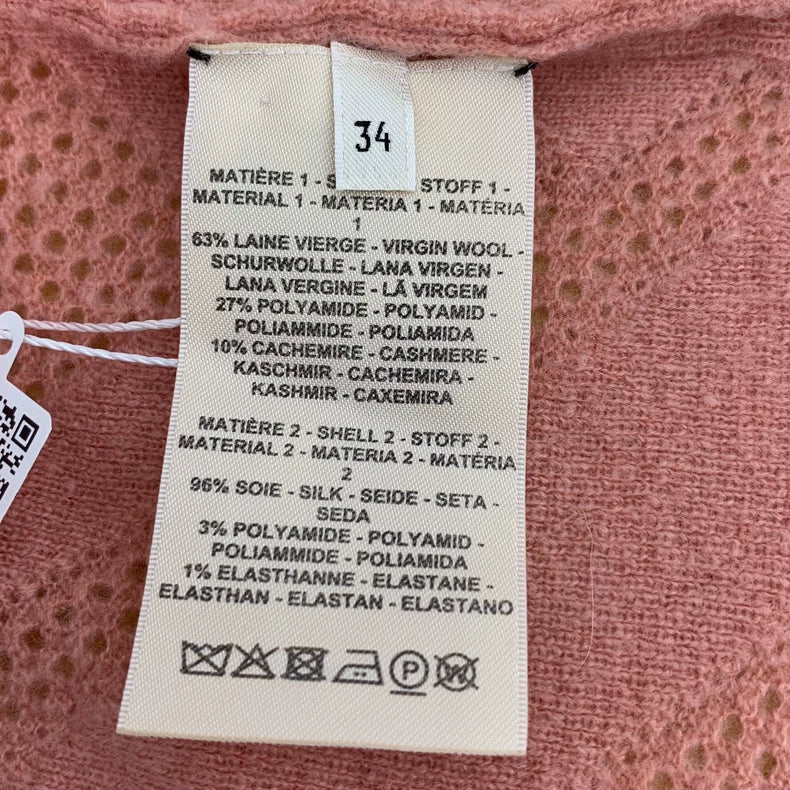 34
MATIÈRE 1 - STOFF 1 -
MATERIAL 1 - MATERIA 1 - MATÉRIA
1
63% LAINE VIERGE - VIRGIN WOOL -
SCHURWOLLE - LANA VIRGEN -
LANA VERGINE - LÃ VIRGEM
27% POLYAMIDE - POLYAMID -
POLIAMMIDE - POLIAMIDA
10% CACHEMIRE - CASHMERE -
KASCHMIR - CACHEMIRA -
KASHMIR - CAXEMIRA
MATIÈRE 2 - SHELL 2 - STOFF 2 -
MATERIAL 2 - MATERIA 2 - MATÉRIA
2
96% SOIE - SILK - SEIDE - SETA -
SEDA
3% POLYAMIDE - POLYAMID -
POLIAMMIDE - POLIAMIDA
1% ELASTHANNE - ELASTANE -
ELASTHAN - ELASTAN - ELASTANO
P W